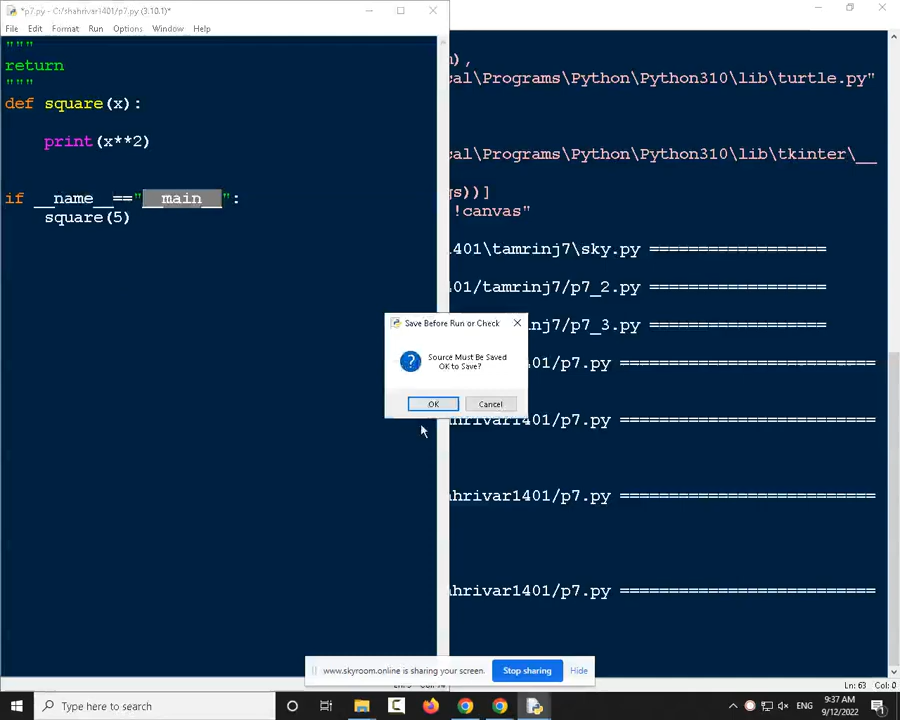 *p7.py - C:/shahrivar1401/p7.py (3.10.1)*
File Edit Format Run Options Window Help
"""
return
"""
def square(x):
print(x**2)
if __name__=="__main__":
square(5)
),
cal\Programs\Python\Python310\lib\turtle.py"
cal\Programs\Python\Python310\lib\tkinter\__
gs))]
!canvas"
401\tamrinj7\sky.py ==================
01/tamrinj7/p7_2.py ==================
nj7/p7_3.py ==================
01/p7.py =========================
hrivar1401/p7.py =========================
hrivar1401/p7.py =========================
hrivar1401/p7.py =========================
Save Before Run or Check
Source Must Be Saved
OK to Save?
OK Cancel
www.skyroom.online is sharing your screen. Stop sharing Hide
Ln: 63 Col: 0
Type here to search
ENG
9:37 AM
9/12/2022